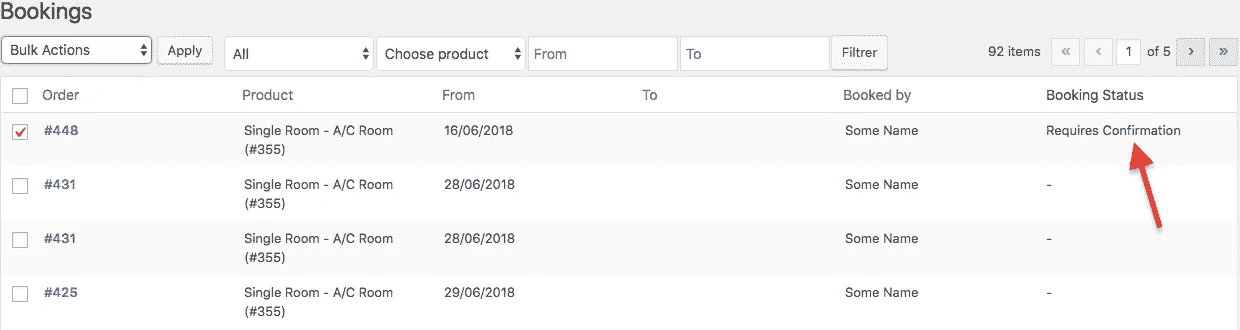 Bookings
Bulk Actions Apply All Choose product From To Filtrer 92 items « ‹ 1 of 5 › »
Order Product From To Booked by Booking Status
#448 Single Room - A/C Room 16/06/2018 Some Name Requires Confirmation
(#355)
#431 Single Room - A/C Room 28/06/2018 Some Name -
(#355)
#431 Single Room - A/C Room 28/06/2018 Some Name -
(#355)
#425 Single Room - A/C Room 29/06/2018 Some Name -
(#355)